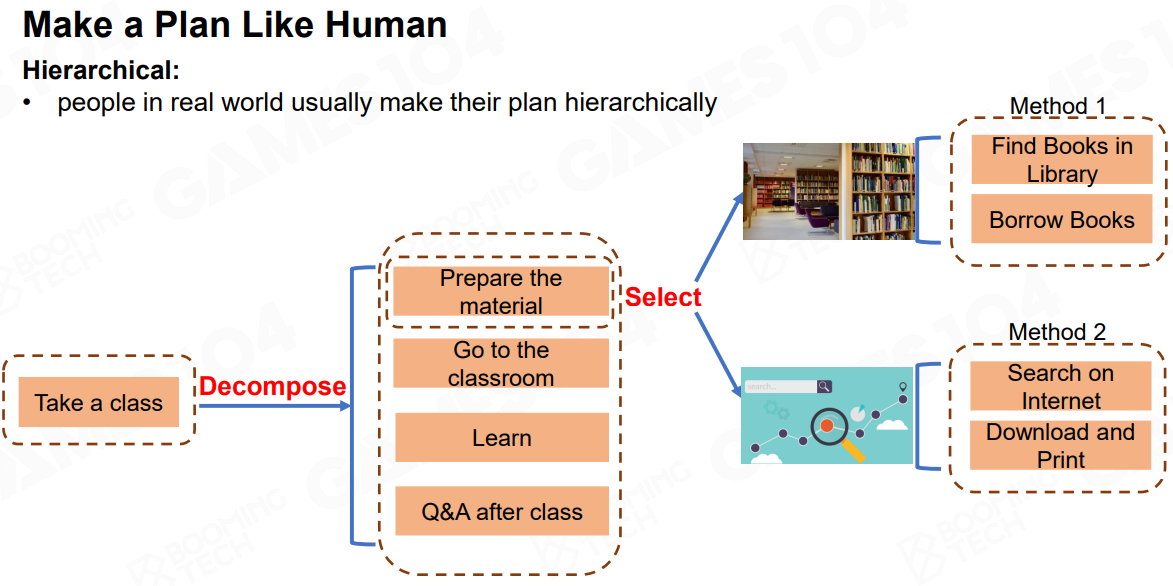 Make a Plan Like Human
Hierarchical:
• people in real world usually make their plan hierarchically
Take a class
Decompose
Prepare the
material
Go to the
classroom
Learn
Q&A after class
Select
Method 1
Find Books in
Library
Borrow Books
search...
Method 2
Search on
Internet
Download and
Print
GAMES104
BOOMING
TECH